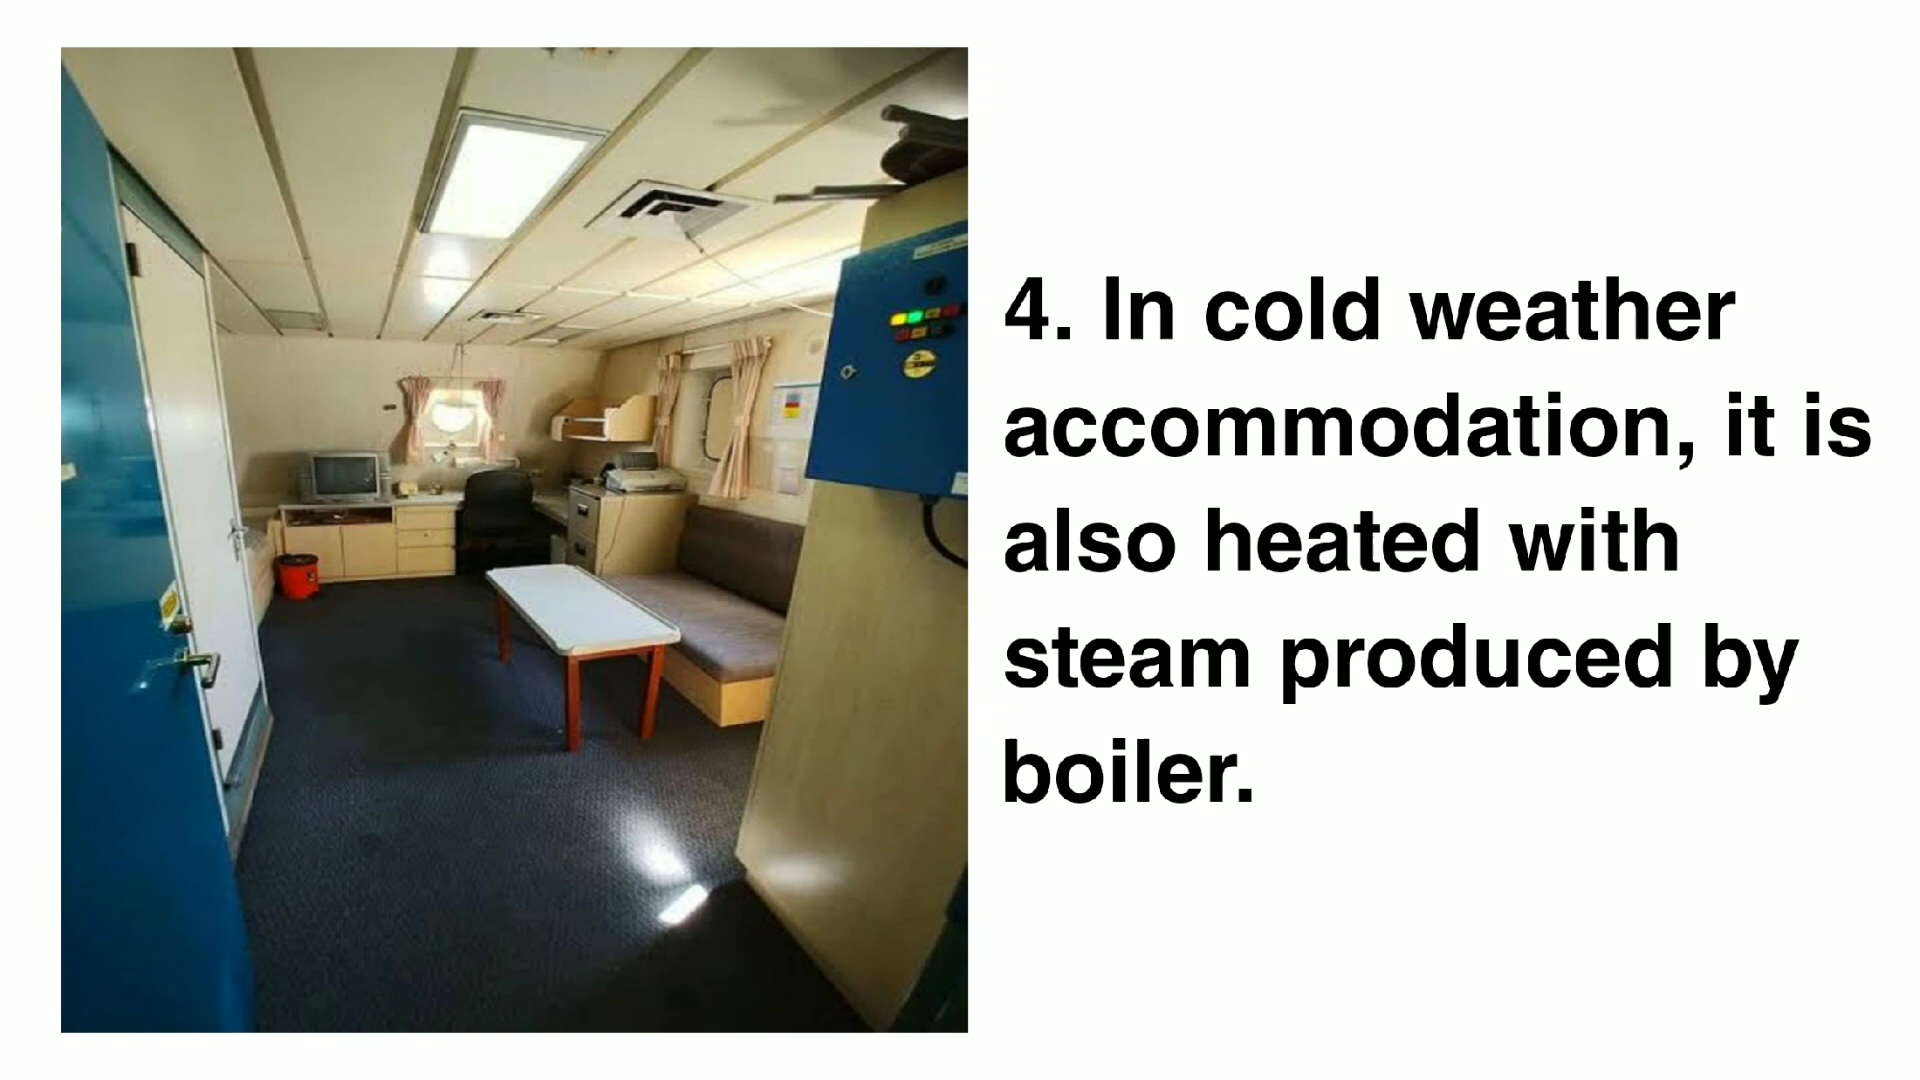 4. In cold weather
accommodation, it is
also heated with
steam produced by
boiler.